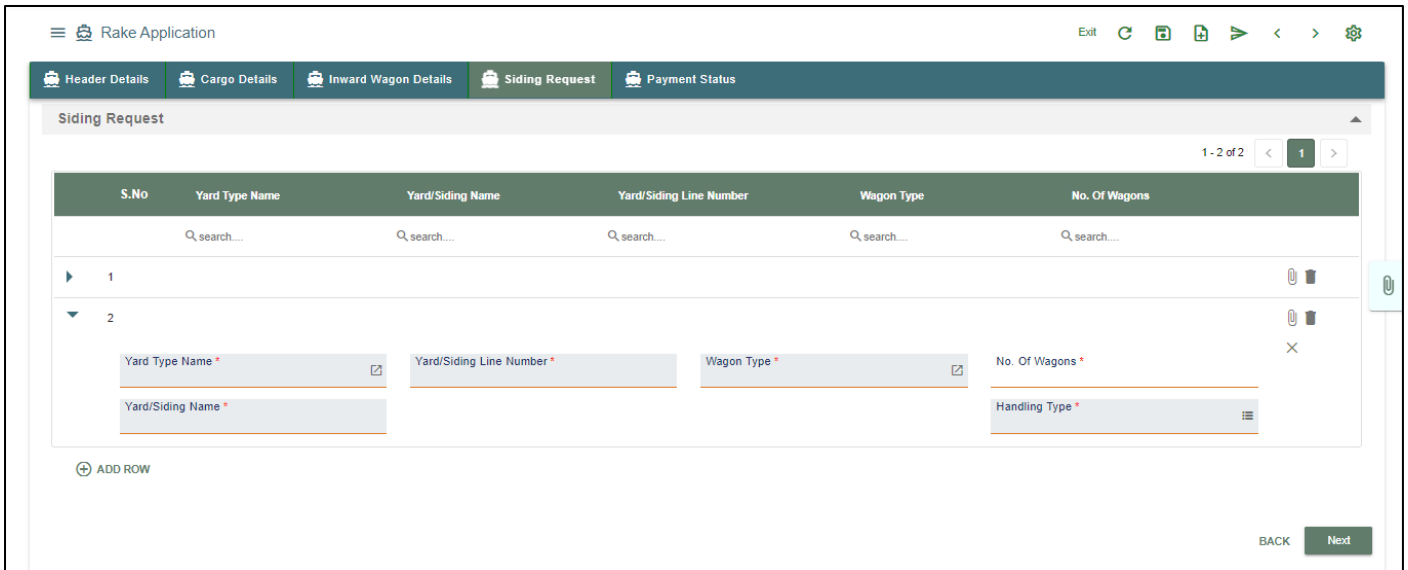 Rake Application
Exit
Header Details Cargo Details Inward Wagon Details Siding Request Payment Status
Siding Request
1 - 2 of 2 < 1 >
S.No Yard Type Name Yard/Siding Name Yard/Siding Line Number Wagon Type No. Of Wagons
search.... search.... search.... search.... search....
1
2
Yard Type Name * Yard/Siding Line Number * Wagon Type * No. Of Wagons *
Yard/Siding Name * Handling Type *
ADD ROW
BACK Next